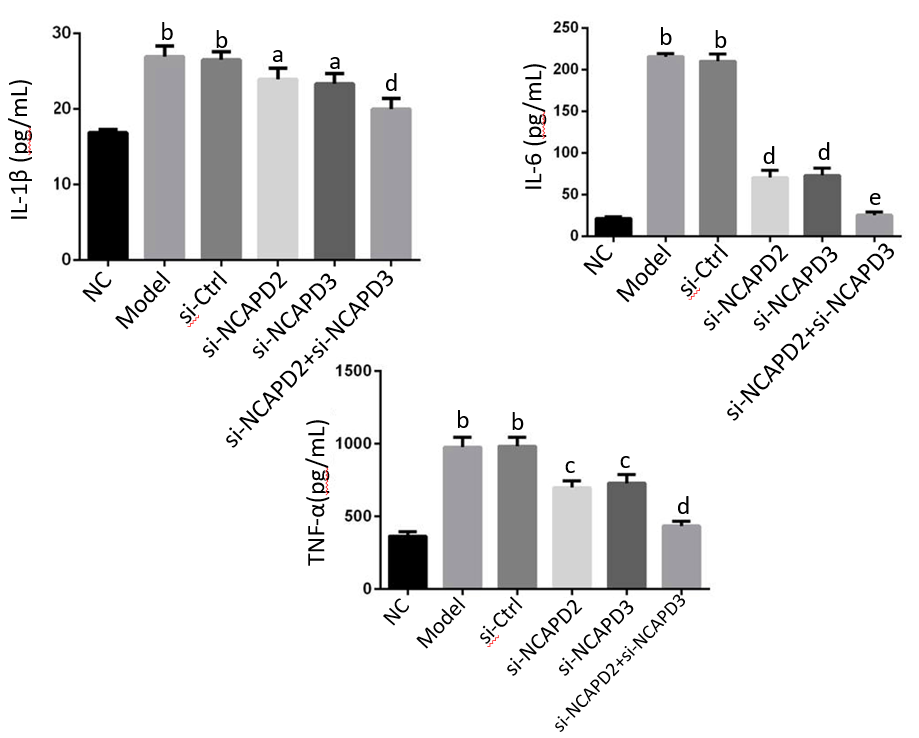 IL-1β (pg/mL)
30
20
10
0
b
b
a
a
d
NC
Model
si-Ctrl
si-NCAPD2
si-NCAPD3
si-NCAPD2+si-NCAPD3
IL-6 (pg/mL)
250
200
150
100
50
0
b
b
d
d
e
NC
Model
si-Ctrl
si-NCAPD2
si-NCAPD3
si-NCAPD2+si-NCAPD3
TNF-α(pg/mL)
1500
1000
500
0
b
b
c
c
d
NC
Model
si-Ctrl
si-NCAPD2
si-NCAPD3
si-NCAPD2+si-NCAPD3